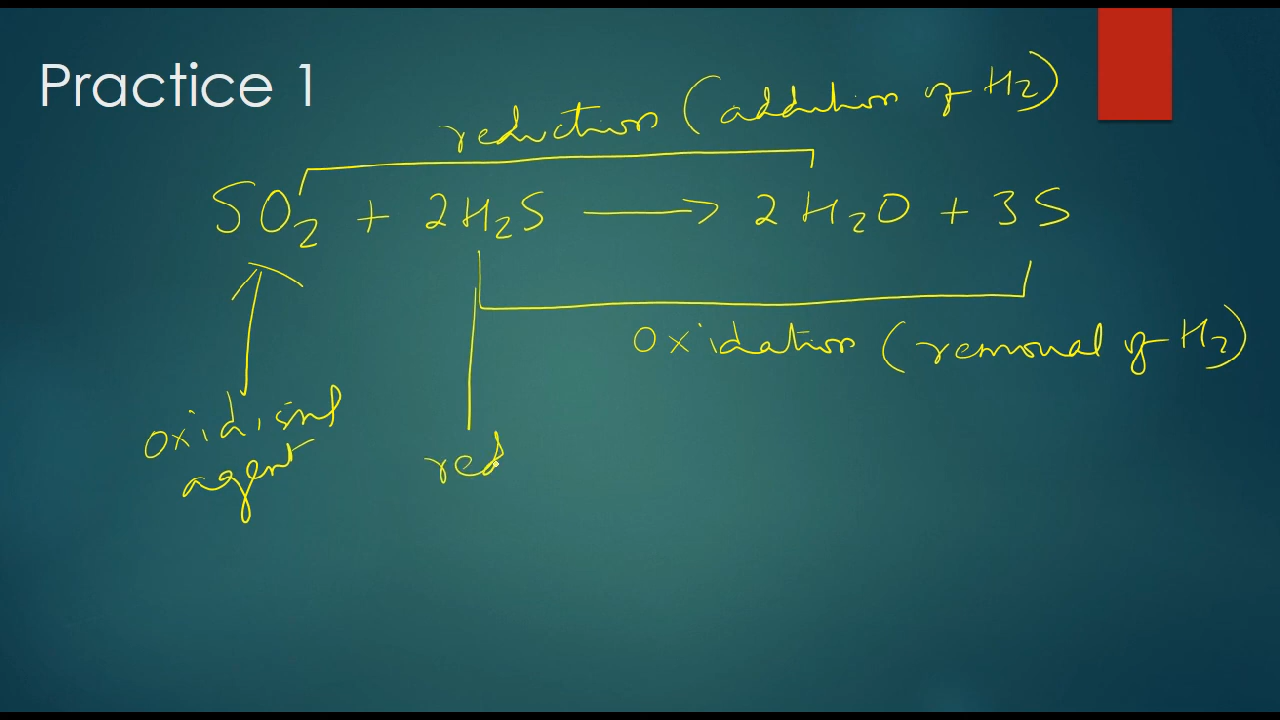 Practice 1
reduction (addition of H₂)
SO₂ + 2H₂S ⟶ 2H₂O + 3S
Oxidation (removal of H₂)
oxidising
agent
red